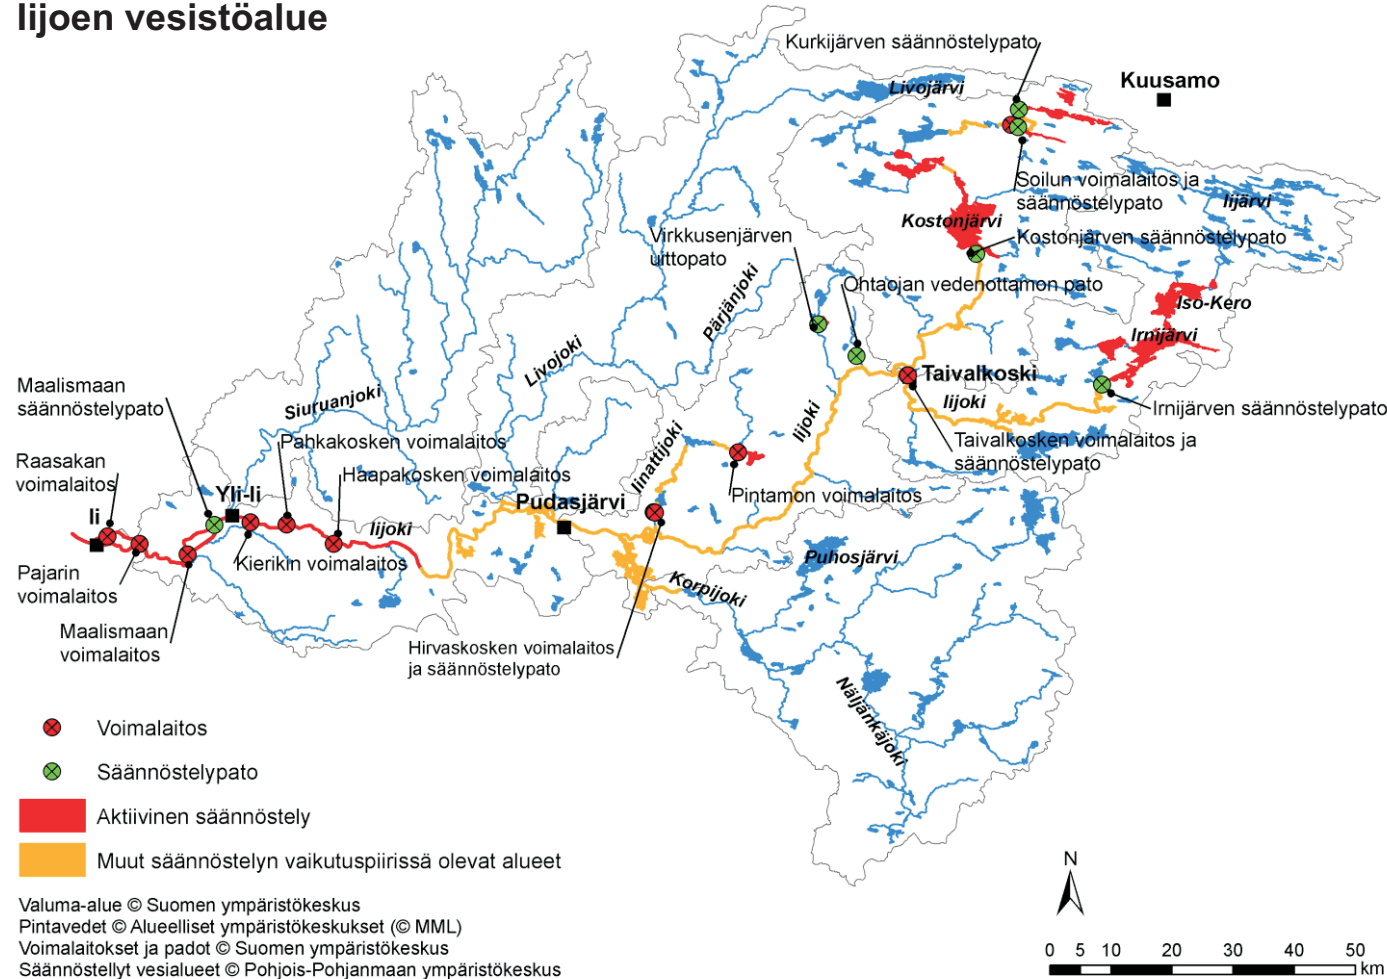 Iijoen vesistöalue
Kurkijärven säännöstelypato
Kuusamo
Livojärvi
Soilun voimalaitos ja
säännöstelypato
Iijärvi
Kostonjärvi
Kostonjärven säännöstelypato
Virkkusenjärven
uittopato
Ohtaojan vedenottamon pato
Pärjänjoki
Iso-Kero
Irnijärvi
Livojoki
Taivalkoski
Iijoki
Irnijärven säännöstelypato
Maalismaan
säännöstelypato
Siuruanjoki
Iijoki
Iinattijoki
Taivalkosken voimalaitos ja
säännöstelypato
Pahkakosken voimalaitos
Raasakan
voimalaitos
Haapakosken voimalaitos
Yli-Ii
Pudasjärvi
Pintamon voimalaitos
Ii
Iijoki
Kierikin voimalaitos
Puhosjärvi
Pajarin
voimalaitos
Korpijoki
Maalismaan
voimalaitos
Hirvaskosken voimalaitos
ja säännöstelypato
Näljänkäjoki
Voimalaitos
Säännöstelypato
Aktiivinen säännöstely
Muut säännöstelyn vaikutuspiirissä olevat alueet
Valuma-alue © Suomen ympäristökeskus
Pintavedet © Alueelliset ympäristökeskukset (© MML)
Voimalaitokset ja padot © Suomen ympäristökeskus
Säännöstellyt vesialueet © Pohjois-Pohjanmaan ympäristökeskus
N
0 5 10 20 30 40 50
km